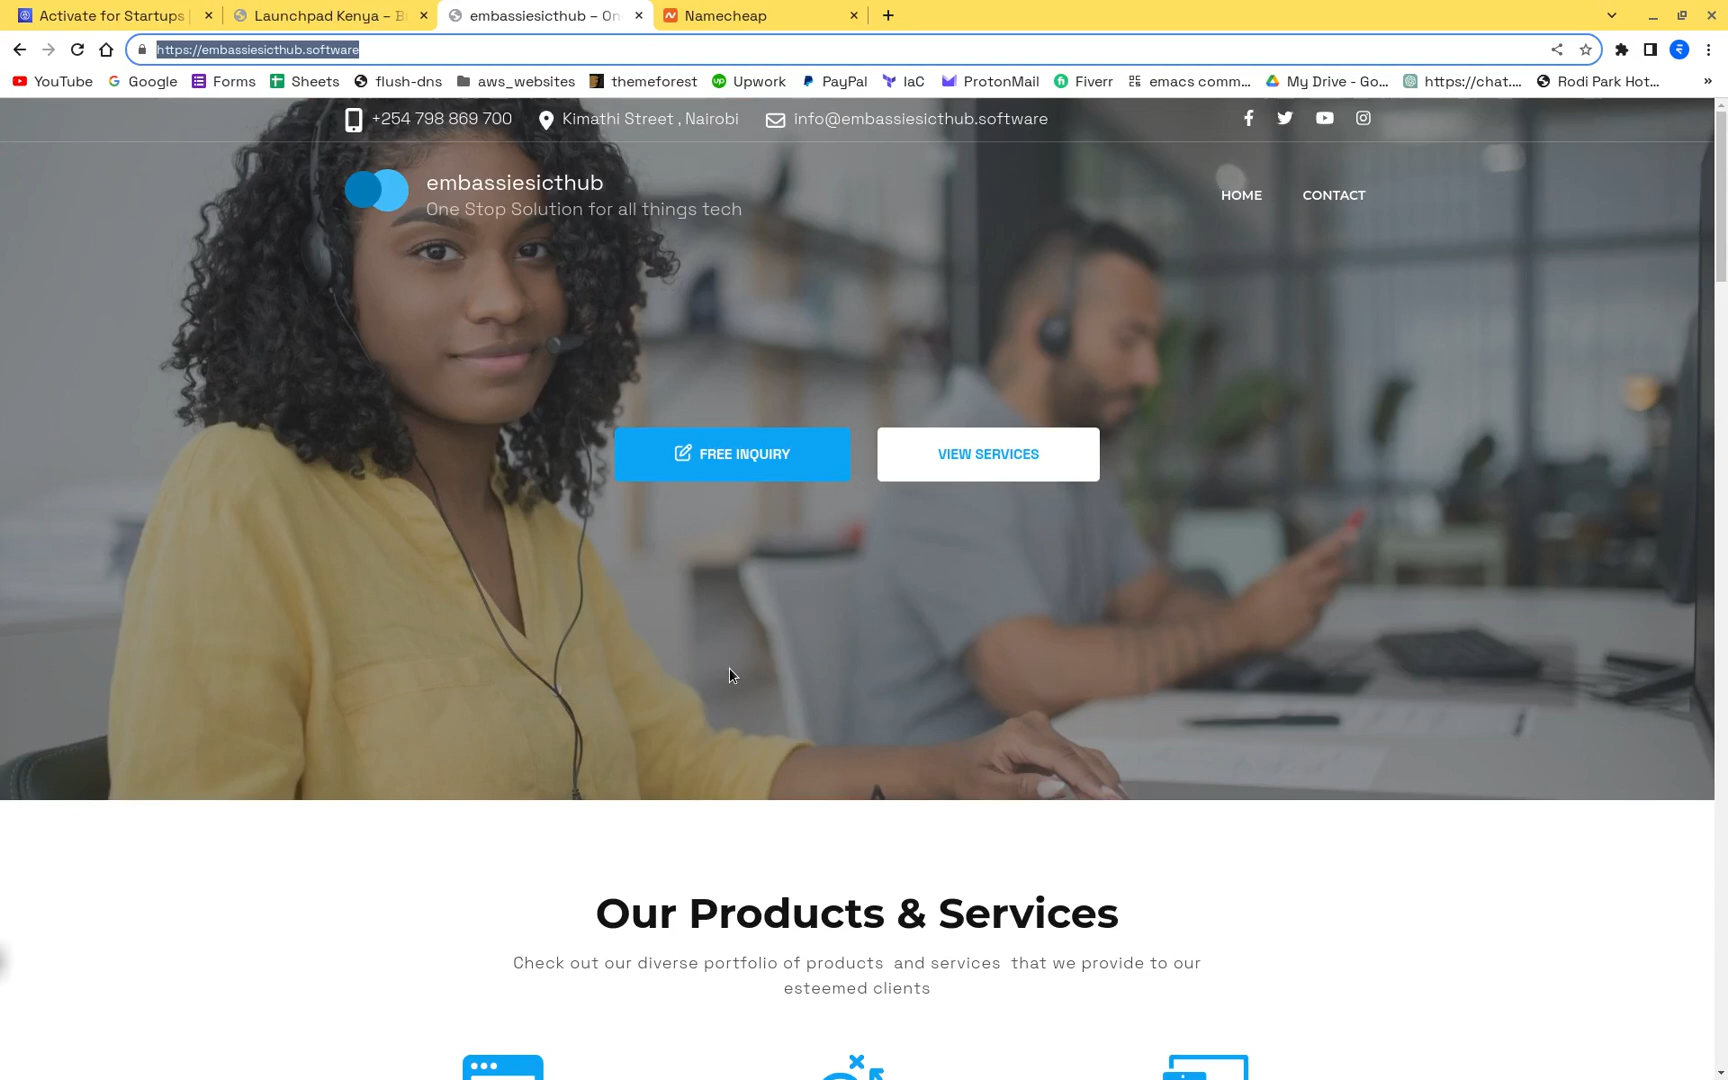 Activate for Startups
Launchpad Kenya – B
embassiesicthub – On
Namecheap
https://embassiesicthub.software
YouTube Google Forms Sheets flush-dns aws_websites themeforest Upwork PayPal IaC ProtonMail Fiverr emacs comm... My Drive - Go... https://chat.... Rodi Park Hot... »
+254 798 869 700 Kimathi Street , Nairobi info@embassiesicthub.software
embassiesicthub
One Stop Solution for all things tech
HOME CONTACT
FREE INQUIRY VIEW SERVICES
Our Products & Services
Check out our diverse portfolio of products and services that we provide to our
esteemed clients